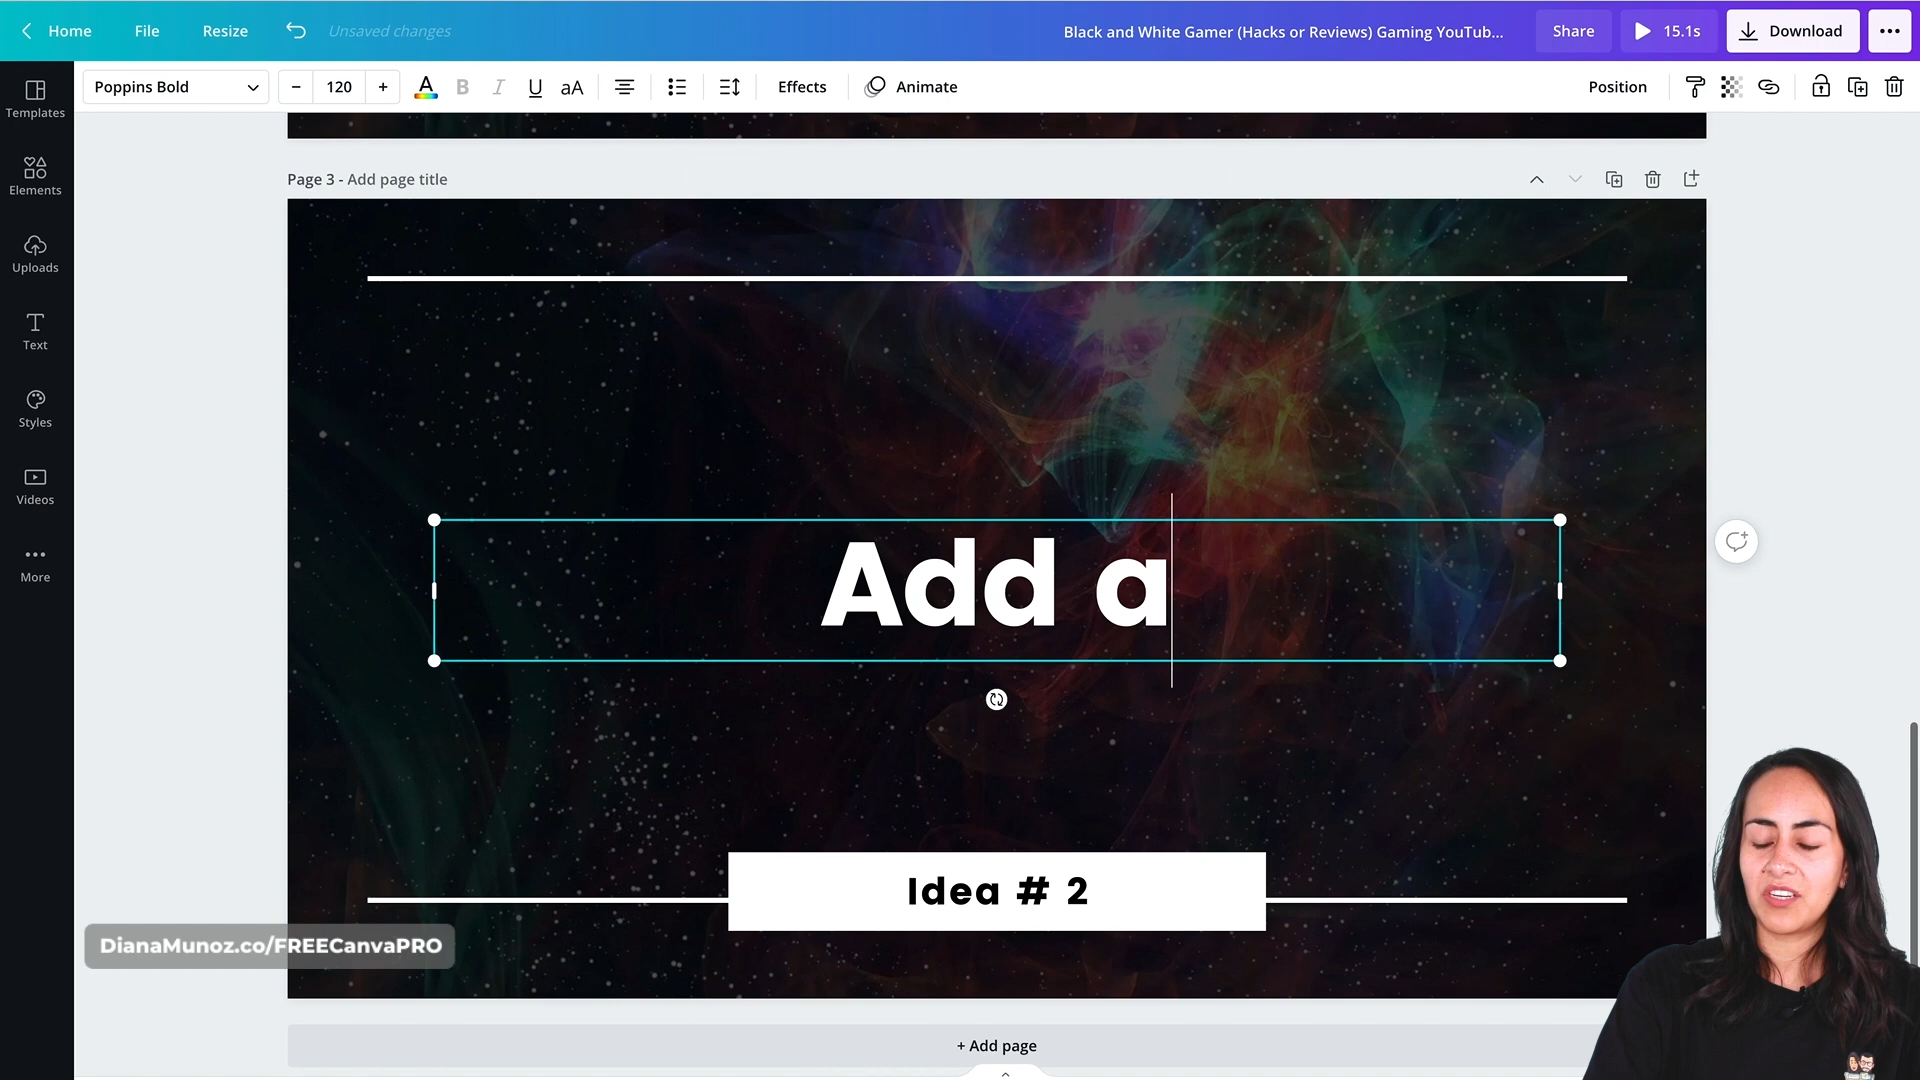 Home
File
Resize
Unsaved changes
Black and White Gamer (Hacks or Reviews) Gaming YouTub...
Share
15.1s
Download
Poppins Bold
120
A
B
I
U
aA
Effects
Animate
Position
Templates
Elements
Uploads
Text
Styles
Videos
More
Page 3 - Add page title
Add a
Idea # 2
DianaMunoz.co/FREECanvaPRO
+ Add page